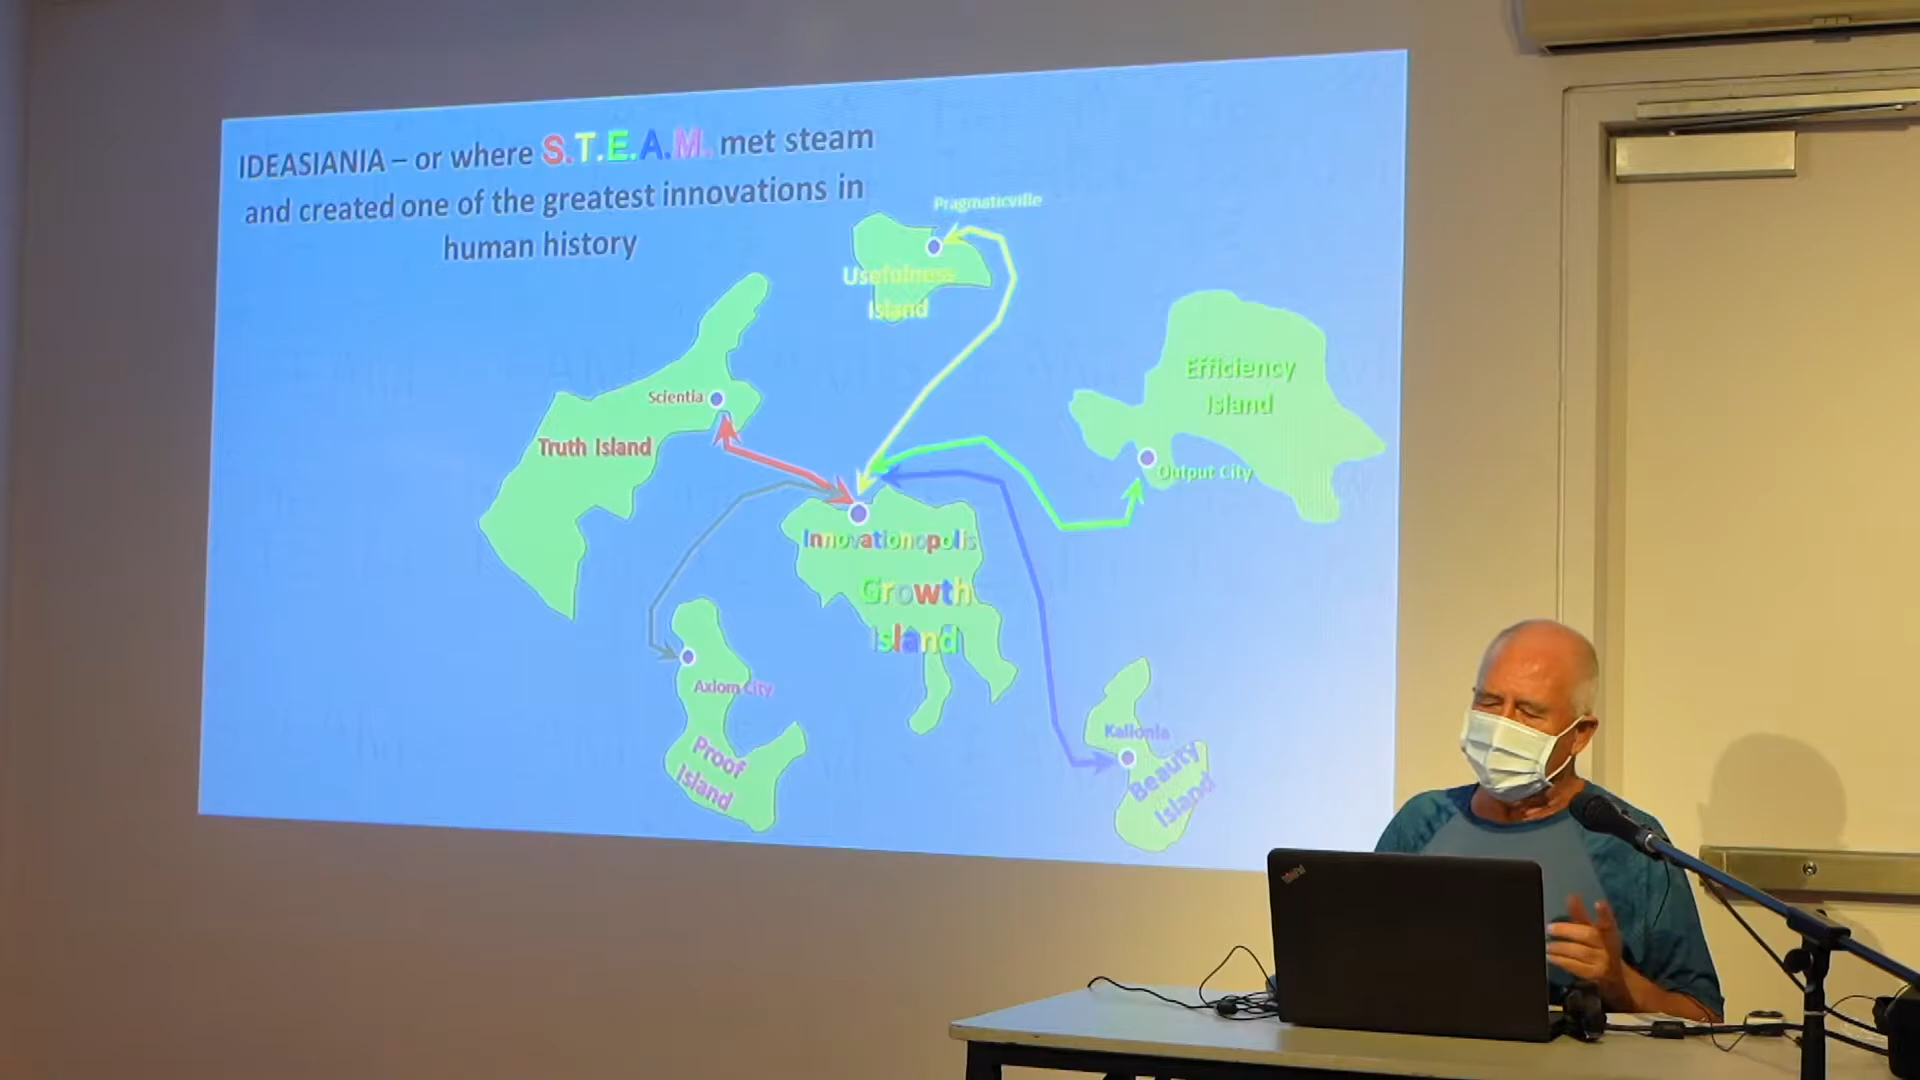 IDEASIANIA – or where S.T.E.A.M. met steam
and created one of the greatest innovations in
human history
Pragmaticville
Usefulness
Island
Efficiency
Island
Scientia
Truth Island
Output City
Innovationopolis
Growth
Island
Axiom City
Proof
Island
Kallonia
Beauty
Island
ThinkPad